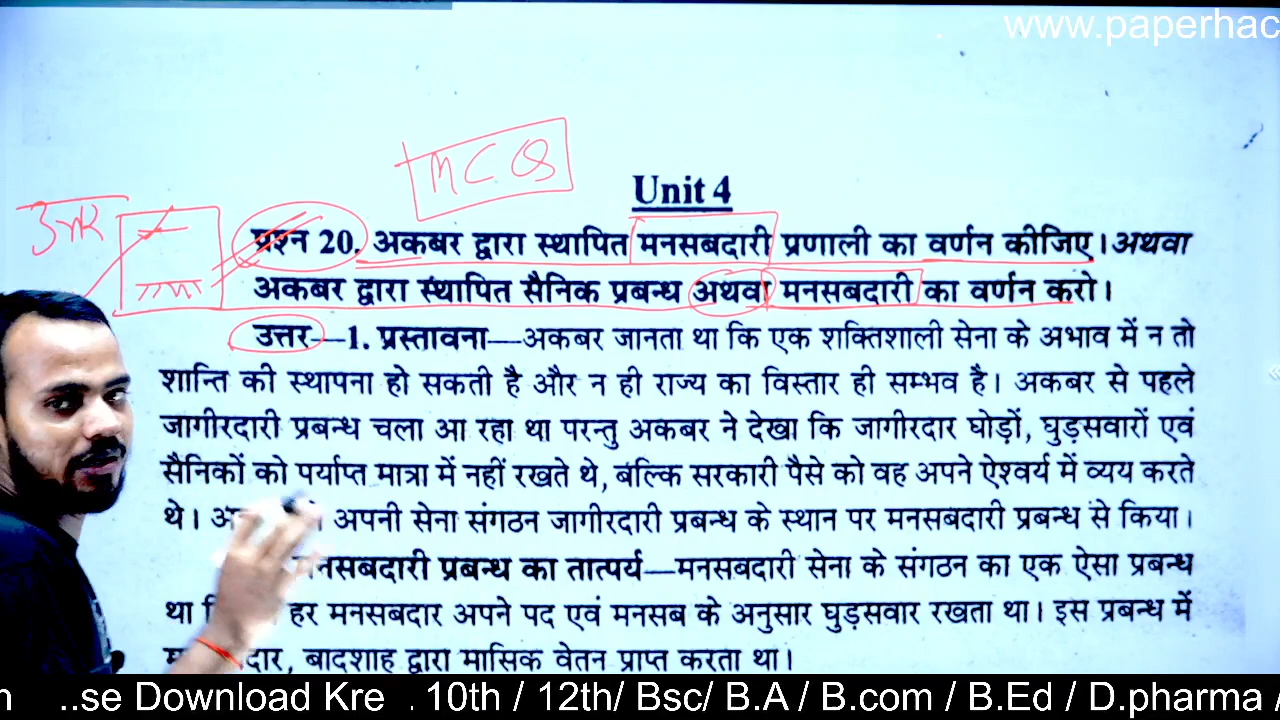 www.paperhac
MCQ
Unit 4
उत्तर
प्रश्न 20. अकबर द्वारा स्थापित मनसबदारी प्रणाली का वर्णन कीजिए। अथवा
अकबर द्वारा स्थापित सैनिक प्रबन्ध अथवा मनसबदारी का वर्णन करो।
उत्तर—1. प्रस्तावना—अकबर जानता था कि एक शक्तिशाली सेना के अभाव में न तो
शान्ति की स्थापना हो सकती है और न ही राज्य का विस्तार ही सम्भव है। अकबर से पहले
जागीरदारी प्रबन्ध चला आ रहा था परन्तु अकबर ने देखा कि जागीरदार घोड़ों, घुड़सवारों एवं
सैनिकों को पर्याप्त मात्रा में नहीं रखते थे, बल्कि सरकारी पैसे को वह अपने ऐश्वर्य में व्यय करते
थे। अपनी सेना संगठन जागीरदारी प्रबन्ध के स्थान पर मनसबदारी प्रबन्ध से किया।
नसबदारी प्रबन्ध का तात्पर्य—मनसबदारी सेना के संगठन का एक ऐसा प्रबन्ध
था हर मनसबदार अपने पद एवं मनसब के अनुसार घुड़सवार रखता था। इस प्रबन्ध में
दार, बादशाह द्वारा मासिक वेतन प्राप्त करता था।
..se Download Kre . 10th / 12th/ Bsc/ B.A / B.com / B.Ed / D.pharma /